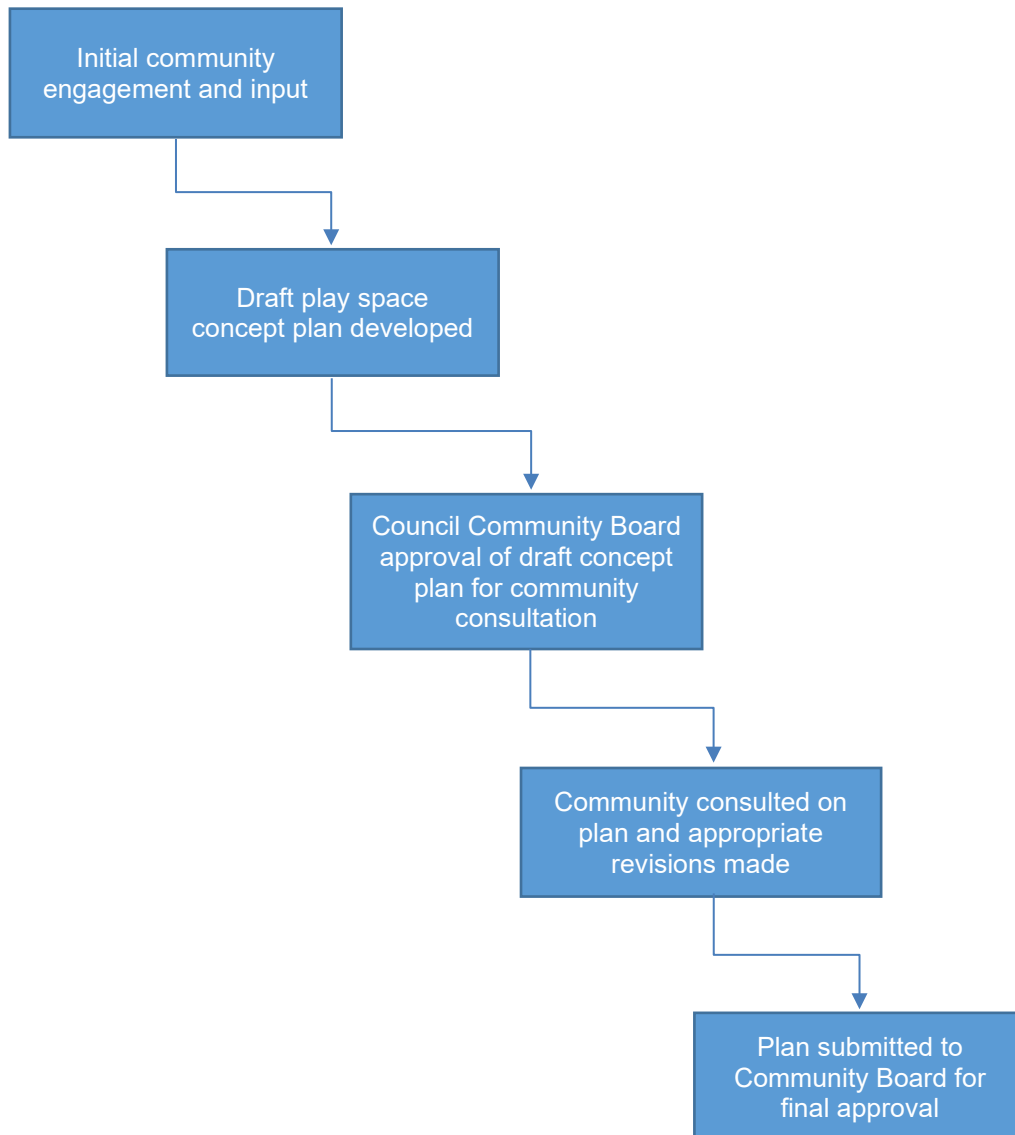 Initial community
engagement and input
Draft play space
concept plan developed
Council Community Board
approval of draft concept
plan for community
consultation
Community consulted on
plan and appropriate
revisions made
Plan submitted to
Community Board for
final approval